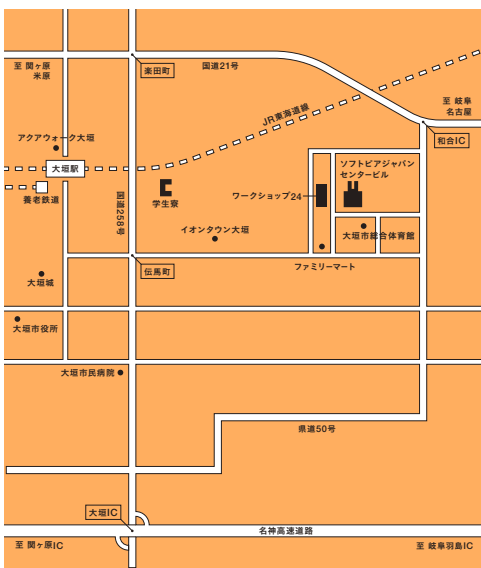 至 関ヶ原
米原
楽田町
国道21号
至 岐阜
名古屋
JR東海道線
和合IC
アクアウォーク大垣
大垣駅
養老鉄道
国道258号
学生寮
ソフトピアジャパン
センタービル
ワークショップ24
イオンタウン大垣
大垣市総合体育館
ファミリーマート
伝馬町
大垣城
大垣市役所
大垣市民病院
県道50号
大垣IC
名神高速道路
至 関ヶ原IC
至 岐阜羽島IC